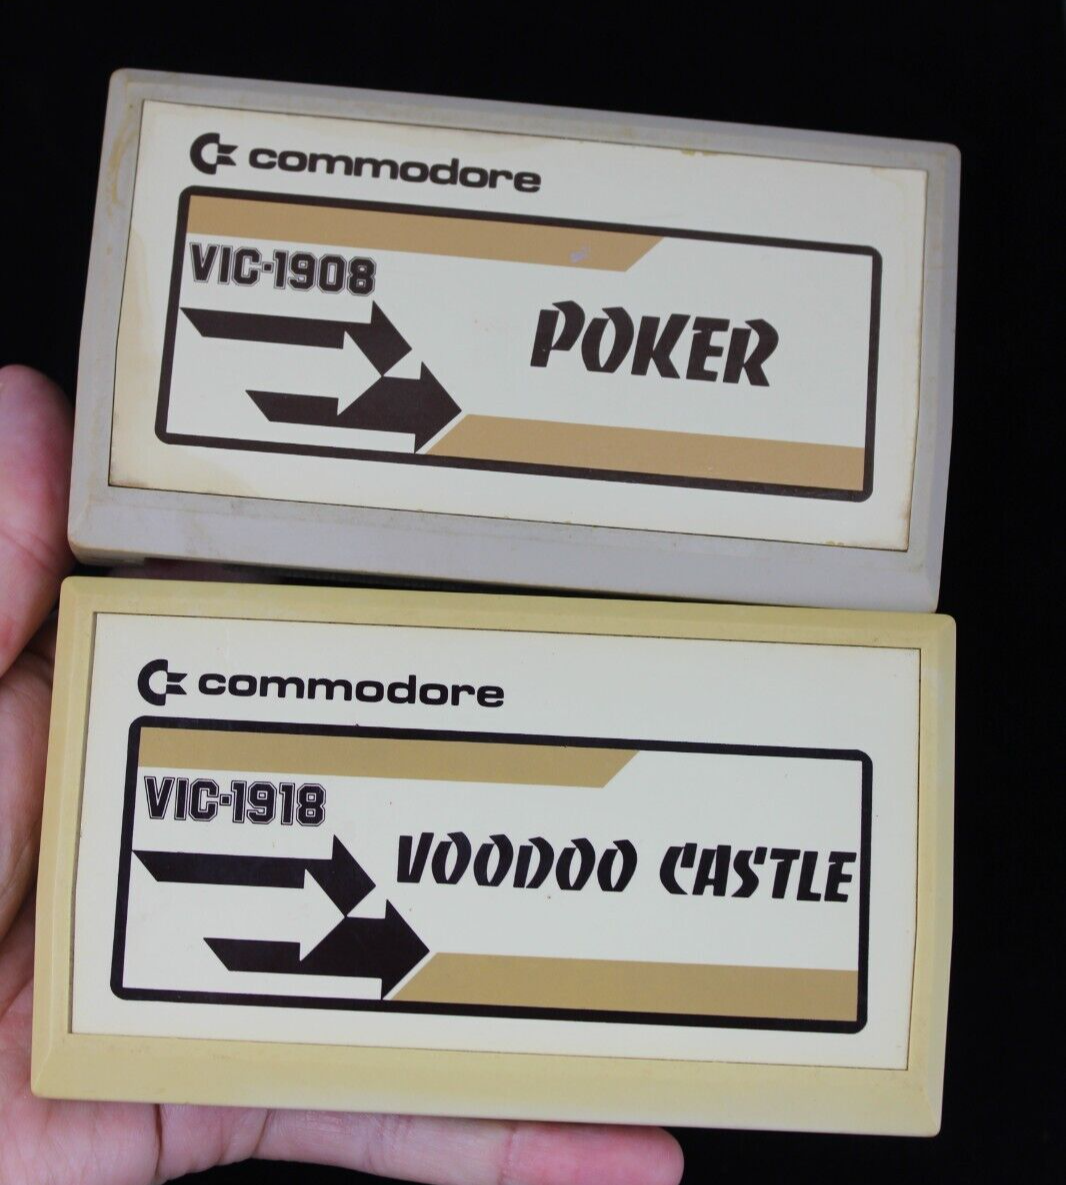 commodore
VIC-1908
POKER
commodore
VIC-1918
VOODOO CASTLE